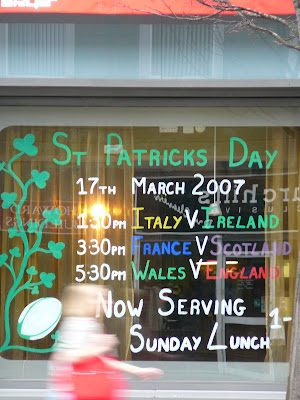 St Patricks Day
17th March 2007
1:30pm Italy V Ireland
3:30pm France V Scotland
5:30pm Wales V England
Now Serving
Sunday Lunch
1-